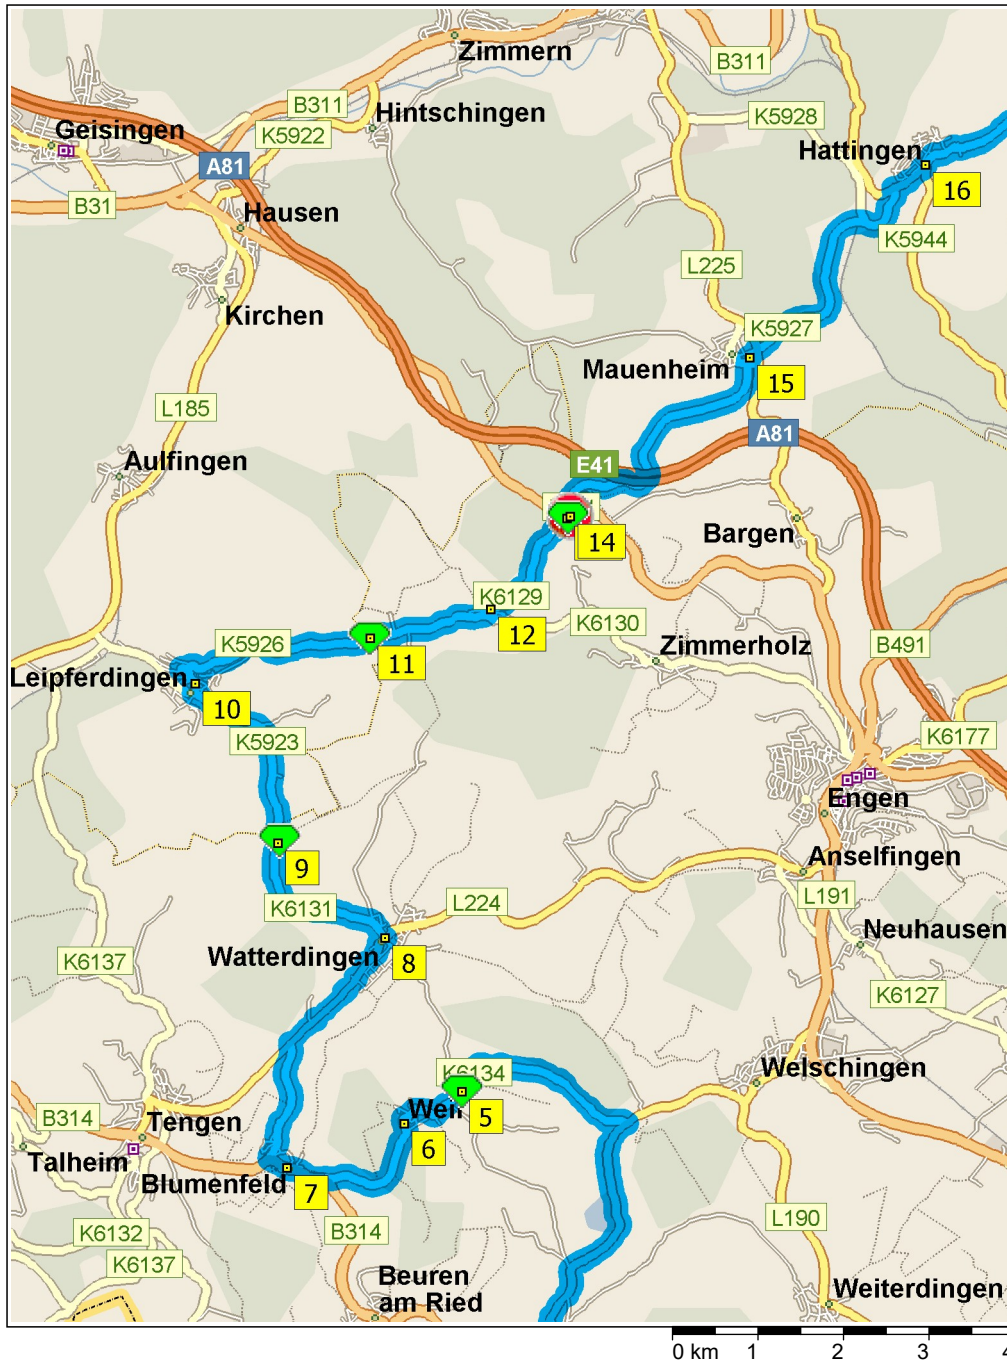 Zimmern
B311
B311
Hintschingen
K5922
K5928
Geisingen
Hattingen
A81
16
B31
Hausen
K5944
L225
Kirchen
K5927
Mauenheim
15
L185
A81
Aulfingen
E41
Bargen
14
K6129
K6130
12
K5926
Zimmerholz
B491
11
Leipferdingen
10
K5923
K6177
Engen
9
Anselfingen
L191
K6131
L224
Neuhausen
Watterdingen
8
K6137
K6127
K6134
Welschingen
Weil
5
B314
Tengen
6
Talheim
Blumenfeld
7
K6132
B314
L190
K6137
Beuren
am Ried
Weiterdingen
0 km 1 2 3 4